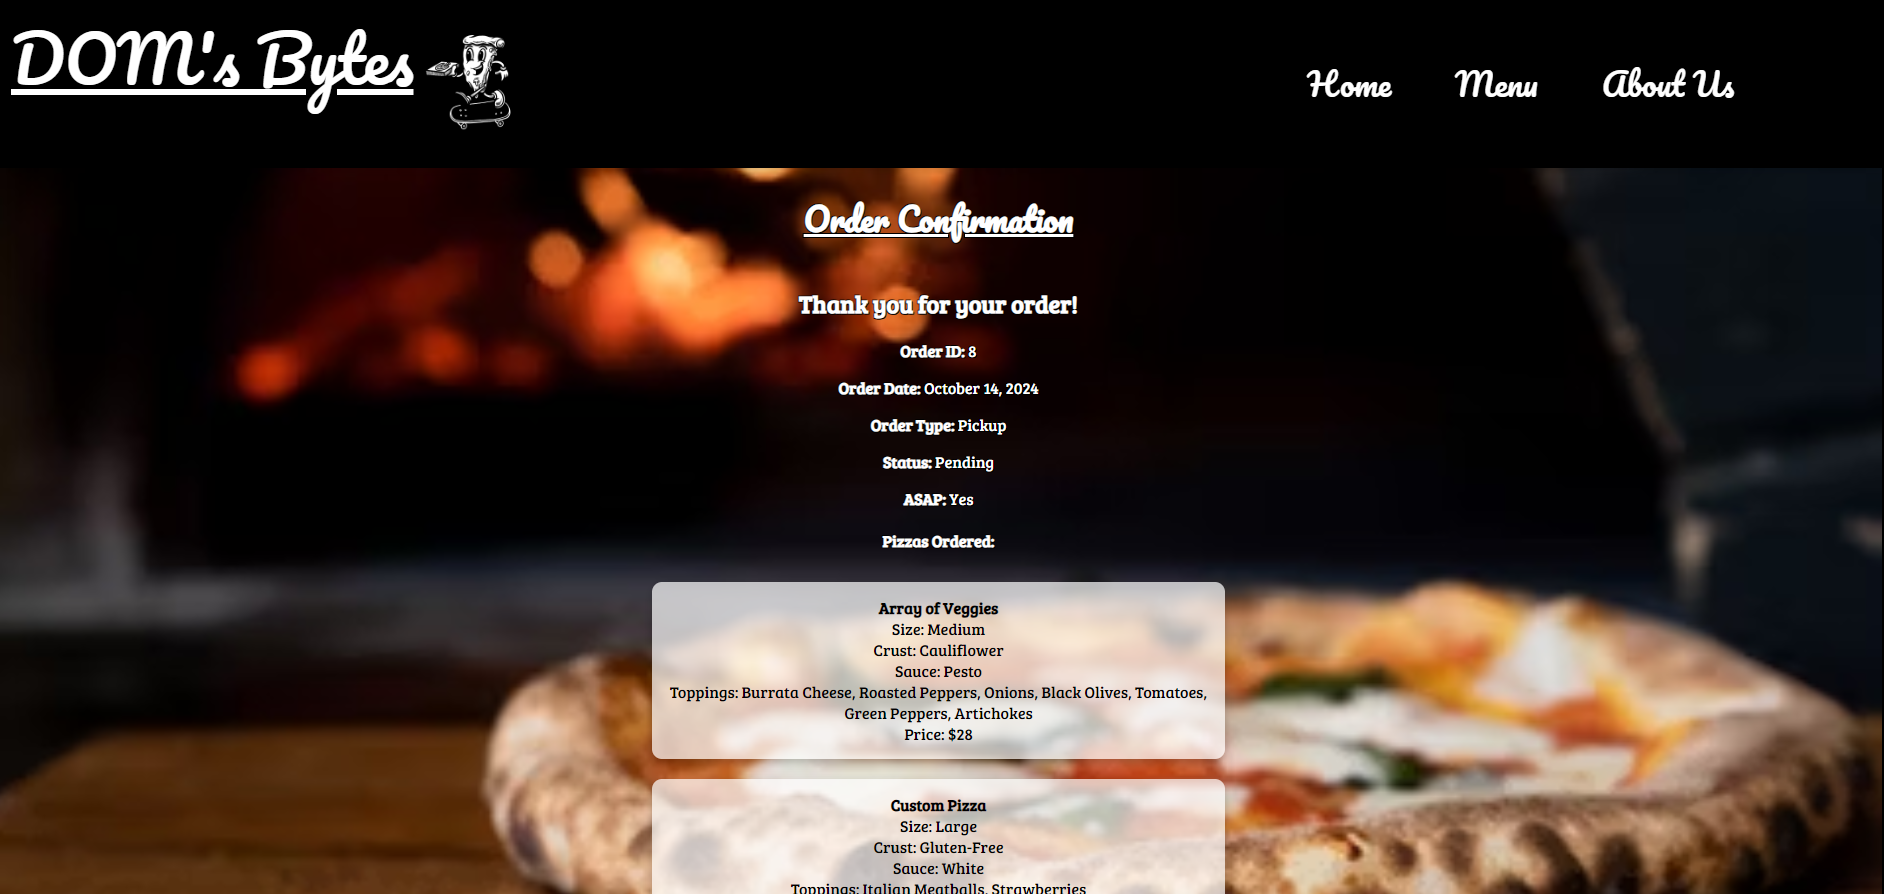 DOM's Bytes
Home Menu About Us
Order Confirmation
Thank you for your order!
Order ID: 8
Order Date: October 14, 2024
Order Type: Pickup
Status: Pending
ASAP: Yes
Pizzas Ordered:
Array of Veggies
Size: Medium
Crust: Cauliflower
Sauce: Pesto
Toppings: Burrata Cheese, Roasted Peppers, Onions, Black Olives, Tomatoes,
Green Peppers, Artichokes
Price: $28
Custom Pizza
Size: Large
Crust: Gluten-Free
Sauce: White
Toppings: Italian Meatballs, Strawberries